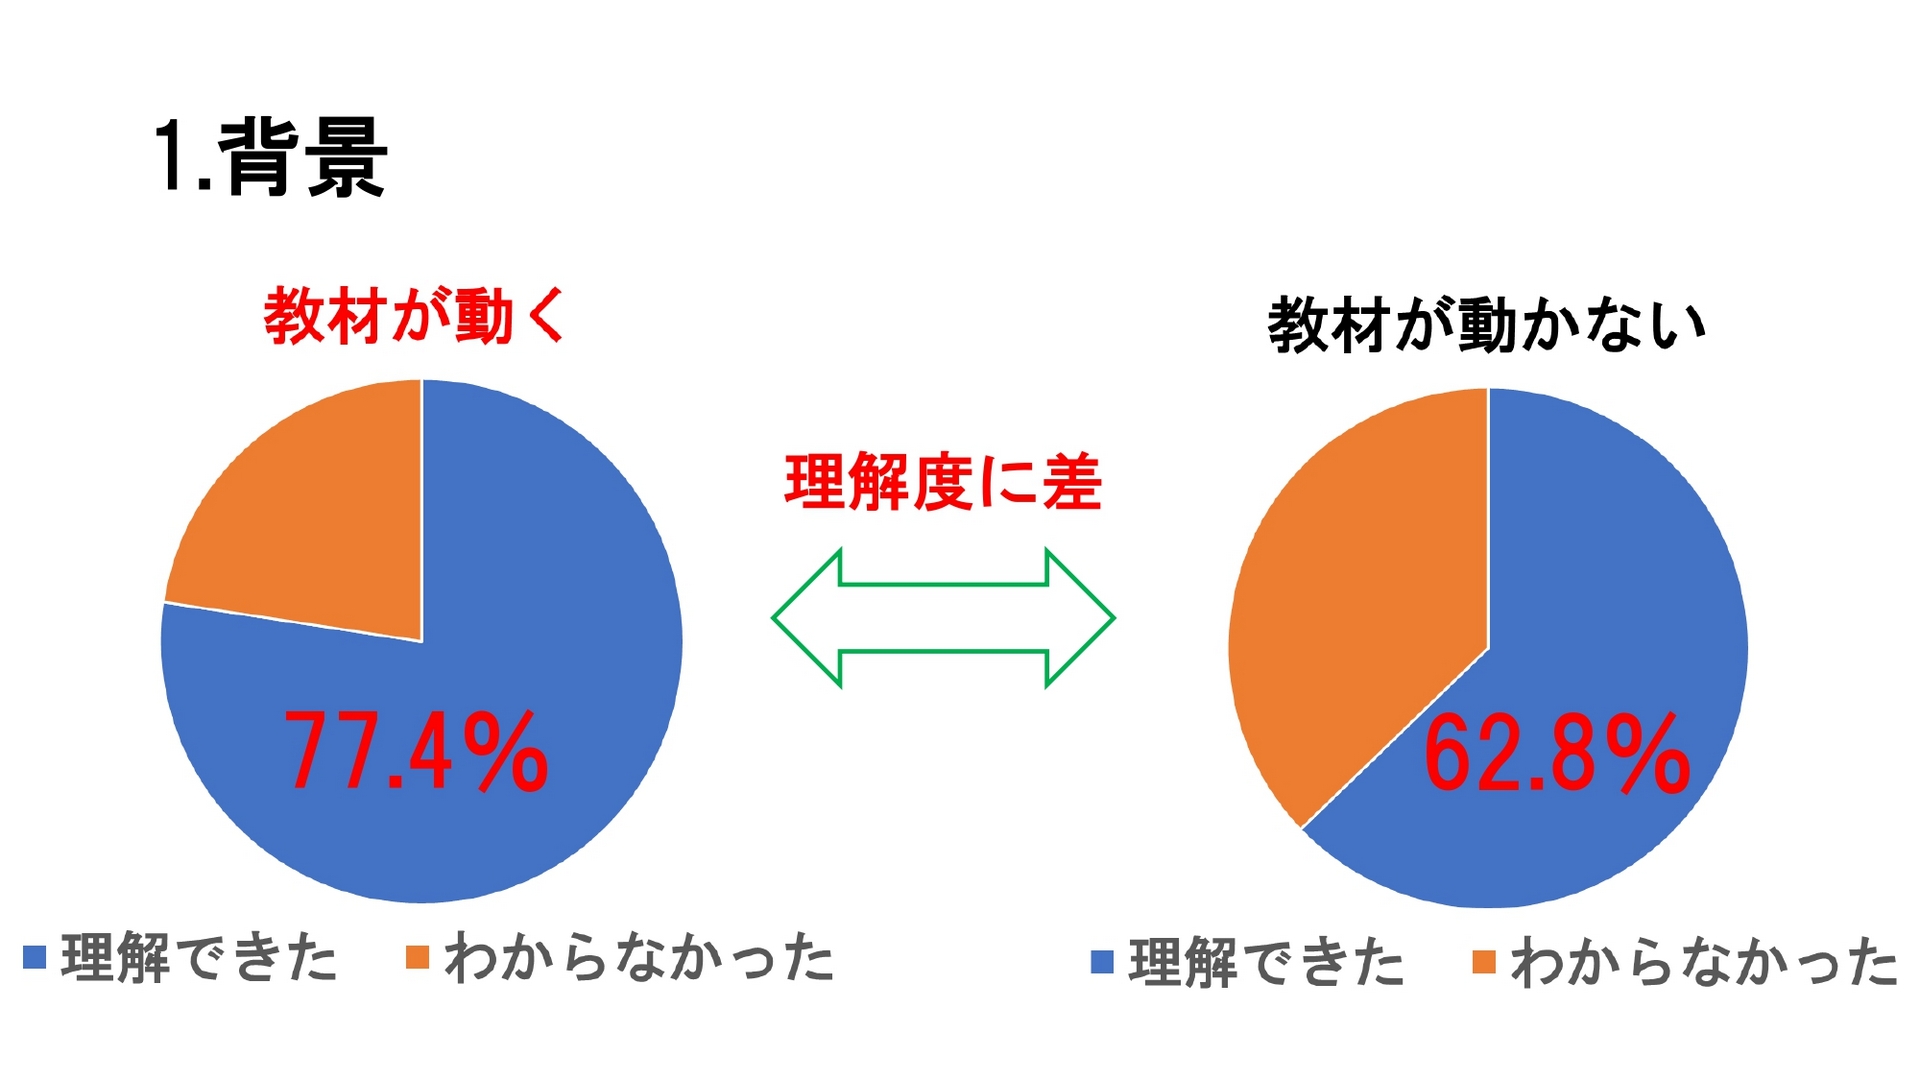 1.背景
教材が動く
教材が動かない
理解度に差
77.4%
62.8%
理解できた
わからなかった
理解できた
わからなかった